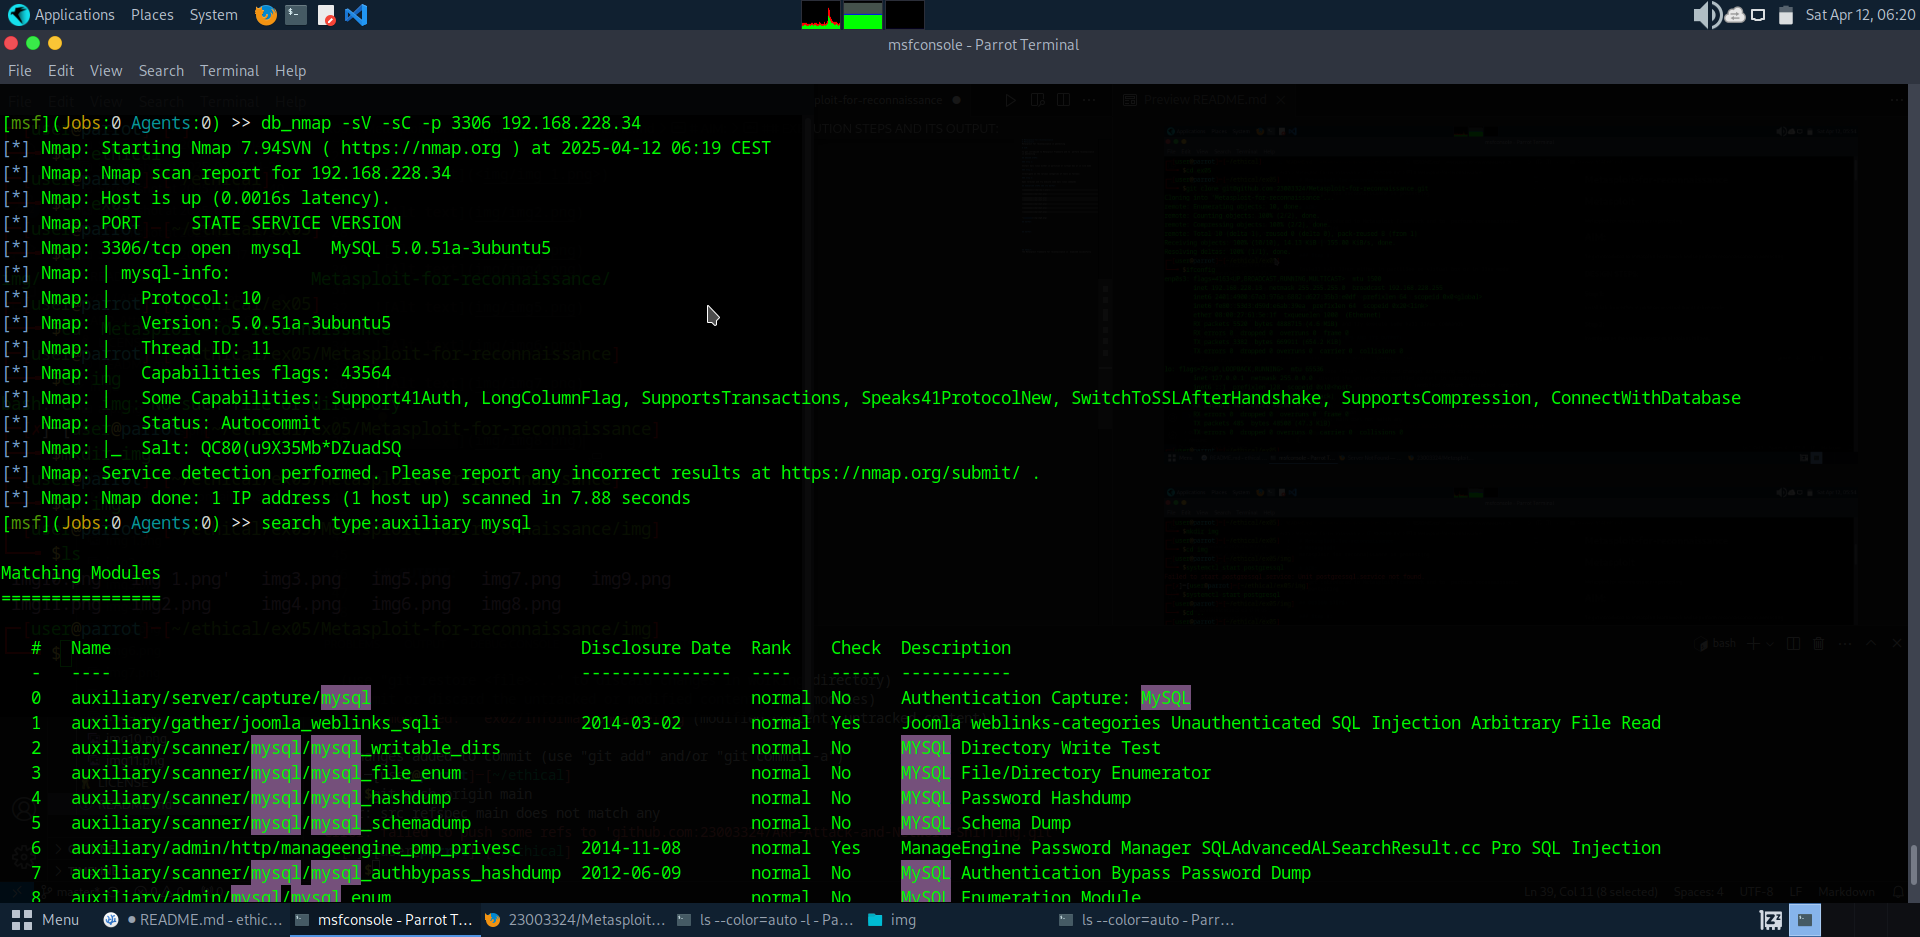 Applications Places System Sat Apr 12, 06:20
msfconsole - Parrot Terminal
File Edit View Search Terminal Help
[msf](Jobs:0 Agents:0) >> db_nmap -sV -sC -p 3306 192.168.228.34
[*] Nmap: Starting Nmap 7.94SVN ( https://nmap.org ) at 2025-04-12 06:19 CEST
[*] Nmap: Nmap scan report for 192.168.228.34
[*] Nmap: Host is up (0.0016s latency).
[*] Nmap: PORT     STATE SERVICE VERSION
[*] Nmap: 3306/tcp open  mysql   MySQL 5.0.51a-3ubuntu5
[*] Nmap: | mysql-info:
[*] Nmap: |   Protocol: 10
[*] Nmap: |   Version: 5.0.51a-3ubuntu5
[*] Nmap: |   Thread ID: 11
[*] Nmap: |   Capabilities flags: 43564
[*] Nmap: |   Some Capabilities: Support41Auth, LongColumnFlag, SupportsTransactions, Speaks41ProtocolNew, SwitchToSSLAfterHandshake, SupportsCompression, ConnectWithDatabase
[*] Nmap: |   Status: Autocommit
[*] Nmap: |_  Salt: QC80(u9X35Mb*DZuadSQ
[*] Nmap: Service detection performed. Please report any incorrect results at https://nmap.org/submit/ .
[*] Nmap: Nmap done: 1 IP address (1 host up) scanned in 7.88 seconds
[msf](Jobs:0 Agents:0) >> search type:auxiliary mysql
Matching Modules
================
#   Name   Disclosure Date  Rank    Check  Description
-   ----   ---------------  ----    -----  -----------
0   auxiliary/server/capture/mysql   normal  No   Authentication Capture: MySQL
1   auxiliary/gather/joomla_weblinks_sqli   2014-03-02   normal  Yes   Joomla weblinks-categories Unauthenticated SQL Injection Arbitrary File Read
2   auxiliary/scanner/mysql/mysql_writable_dirs   normal  No   MYSQL Directory Write Test
3   auxiliary/scanner/mysql/mysql_file_enum   normal  No   MYSQL File/Directory Enumerator
4   auxiliary/scanner/mysql/mysql_hashdump   normal  No   MYSQL Password Hashdump
5   auxiliary/scanner/mysql/mysql_schemadump   normal  No   MYSQL Schema Dump
6   auxiliary/admin/http/manageengine_pmp_privesc   2014-11-08   normal  Yes   ManageEngine Password Manager SQLAdvancedALSearchResult.cc Pro SQL Injection
7   auxiliary/scanner/mysql/mysql_authbypass_hashdump   2012-06-09   normal  No   MySQL Authentication Bypass Password Dump
8   auxiliary/admin/mysql/mysql_enum   normal  No   MySQL Enumeration Module
Menu README.md - ethic... msfconsole - Parrot T... 23003324/Metasploit... ls --color=auto -l - Pa... img ls --color=auto - Parr...